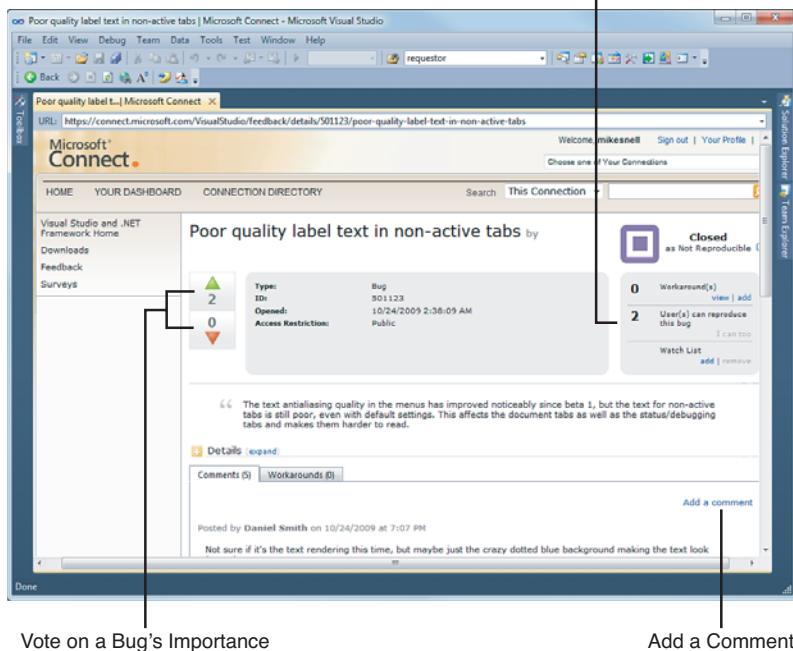 Poor quality label text in non-active tabs | Microsoft Connect - Microsoft Visual Studio
File Edit View Debug Team Data Tools Test Window Help
requestor
Back
Poor quality label t...| Microsoft Connect
URL: https://connect.microsoft.com/VisualStudio/feedback/details/501123/poor-quality-label-text-in-non-active-tabs
Toolbox
Solution Explorer
Team Explorer
Microsoft®
Connect
Welcome, mikesnell Sign out | Your Profile |
Choose one of Your Connections
HOME YOUR DASHBOARD CONNECTION DIRECTORY Search This Connection
Visual Studio and .NET
Framework Home
Downloads
Feedback
Surveys
Poor quality label text in non-active tabs by
Closed
as Not Reproducible
2
0
Type: Bug
ID: 501123
Opened: 10/24/2009 2:38:09 AM
Access Restriction: Public
0 Workaround(s)
view | add
2 User(s) can reproduce
this bug
I can too
Watch List
add | remove
The text antialiasing quality in the menus has improved noticeably since beta 1, but the text for non-active
tabs is still poor, even with default settings. This affects the document tabs as well as the status/debugging
tabs and makes them harder to read.
Details (expand)
Comments (5) Workarounds (0)
Add a comment
Posted by Daniel Smith on 10/24/2009 at 7:07 PM
Not sure if it's the text rendering this time, but maybe just the crazy dotted blue background making the text look
Done
Vote on a Bug's Importance
Add a Comment